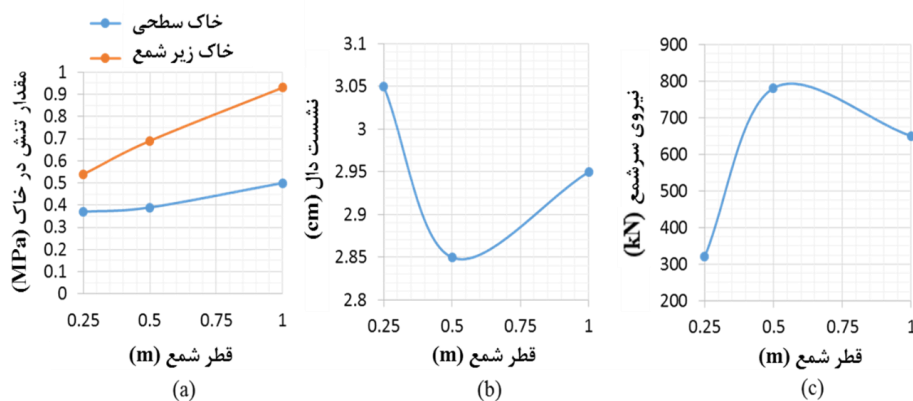 خاک سطحی
خاک زیر شمع
مقدار تنش در خاک (MPa)
1
0.9
0.8
0.7
0.6
0.5
0.4
0.3
0.2
0.1
0
0.25 0.5 0.75 1
قطر شمع (m)
(a)
نشست دال (cm)
3.1
3.05
3
2.95
2.9
2.85
2.8
0.25 0.5 0.75 1
قطر شمع (m)
(b)
نیروی سرشمع (kN)
900
800
700
600
500
400
300
200
0.25 0.5 0.75 1
قطر شمع (m)
(c)